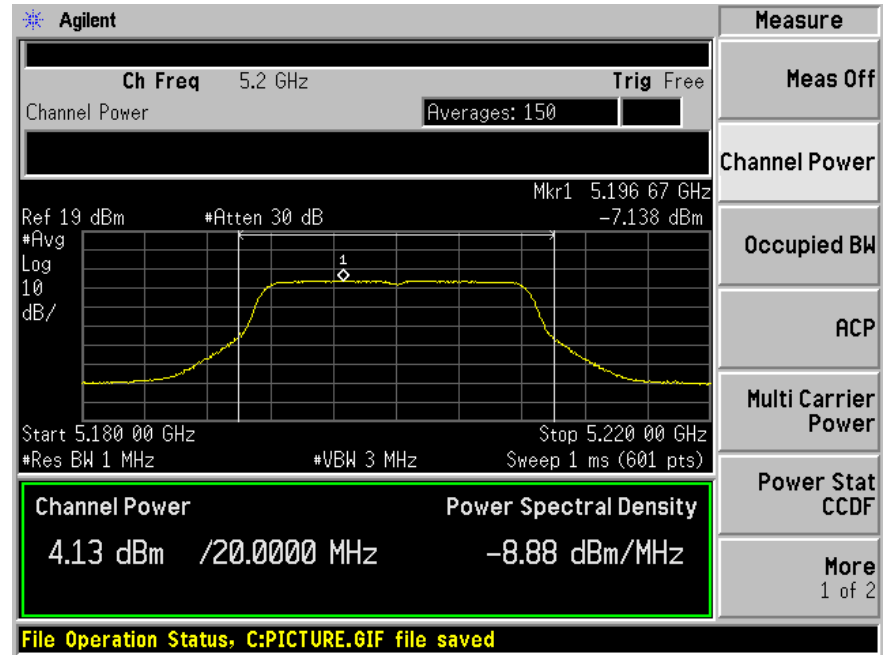 Agilent
Measure
Ch Freq 5.2 GHz Trig Free
Channel Power Averages: 150
Mkr1 5.196 67 GHz
Ref 19 dBm #Atten 30 dB -7.138 dBm
#Avg
Log
10
dB/
1
Start 5.180 00 GHz Stop 5.220 00 GHz
#Res BW 1 MHz #VBW 3 MHz Sweep 1 ms (601 pts)
Channel Power Power Spectral Density
4.13 dBm /20.0000 MHz -8.88 dBm/MHz
File Operation Status, C:PICTURE.GIF file saved
Meas Off
Channel Power
Occupied BW
ACP
Multi Carrier
Power
Power Stat
CCDF
More
1 of 2